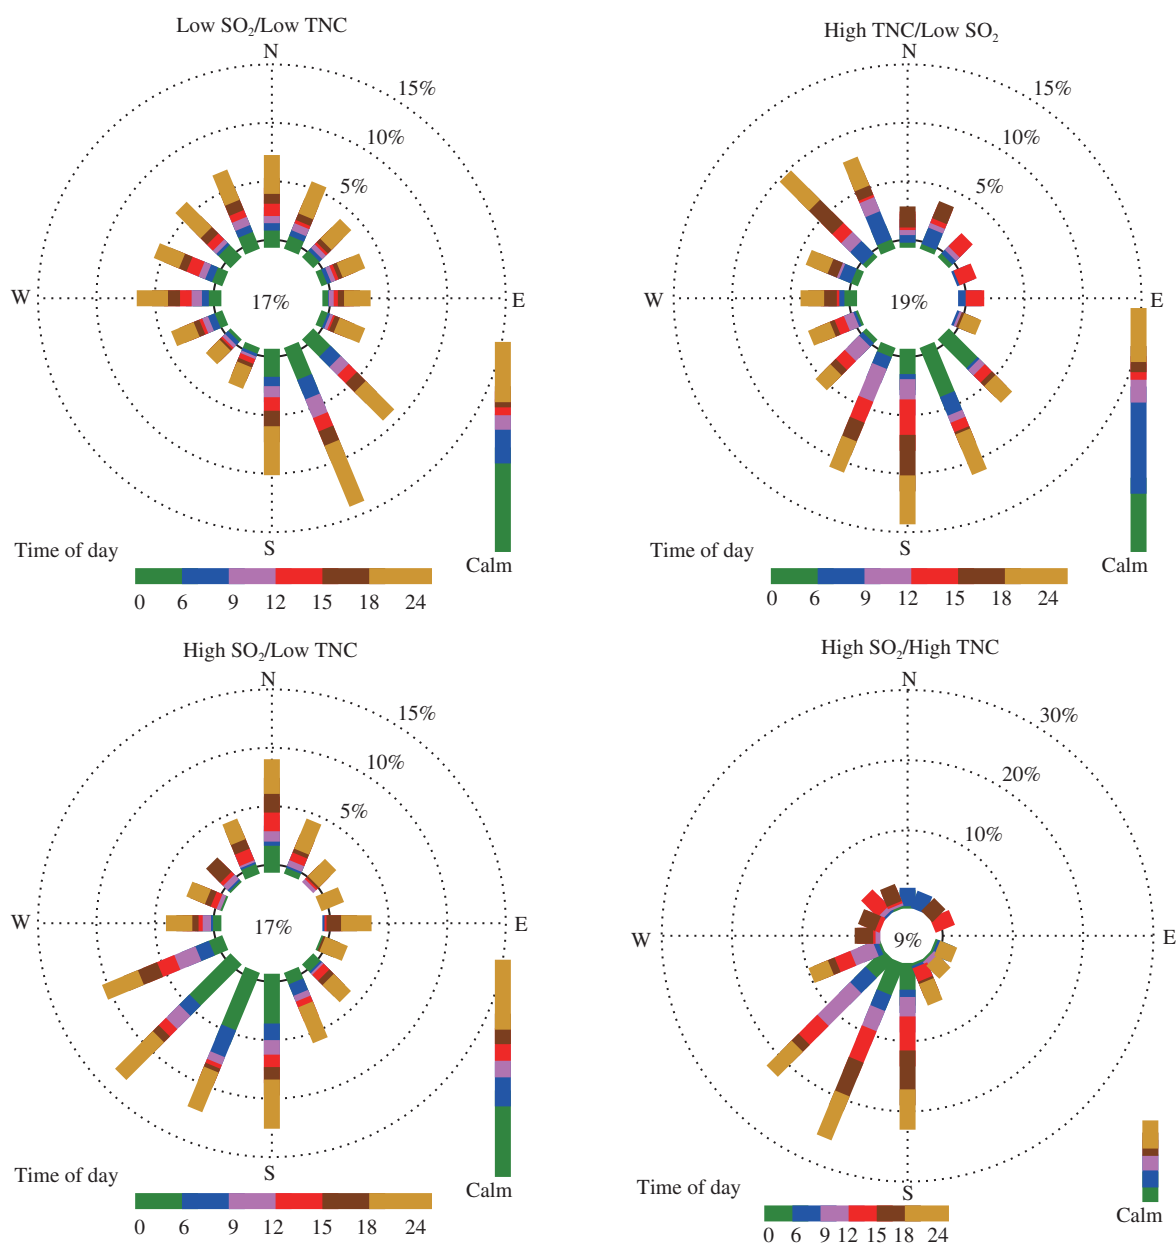 Low SO₂/Low TNC
N
15%
10%
5%
W
17%
E
S
Time of day
Calm
0 6 9 12 15 18 24
High TNC/Low SO₂
N
15%
10%
5%
W
19%
E
S
Time of day
Calm
0 6 9 12 15 18 24
High SO₂/Low TNC
N
15%
10%
5%
W
17%
E
S
Time of day
Calm
0 6 9 12 15 18 24
High SO₂/High TNC
N
30%
20%
10%
W
9%
E
S
Time of day
Calm
0 6 9 12 15 18 24